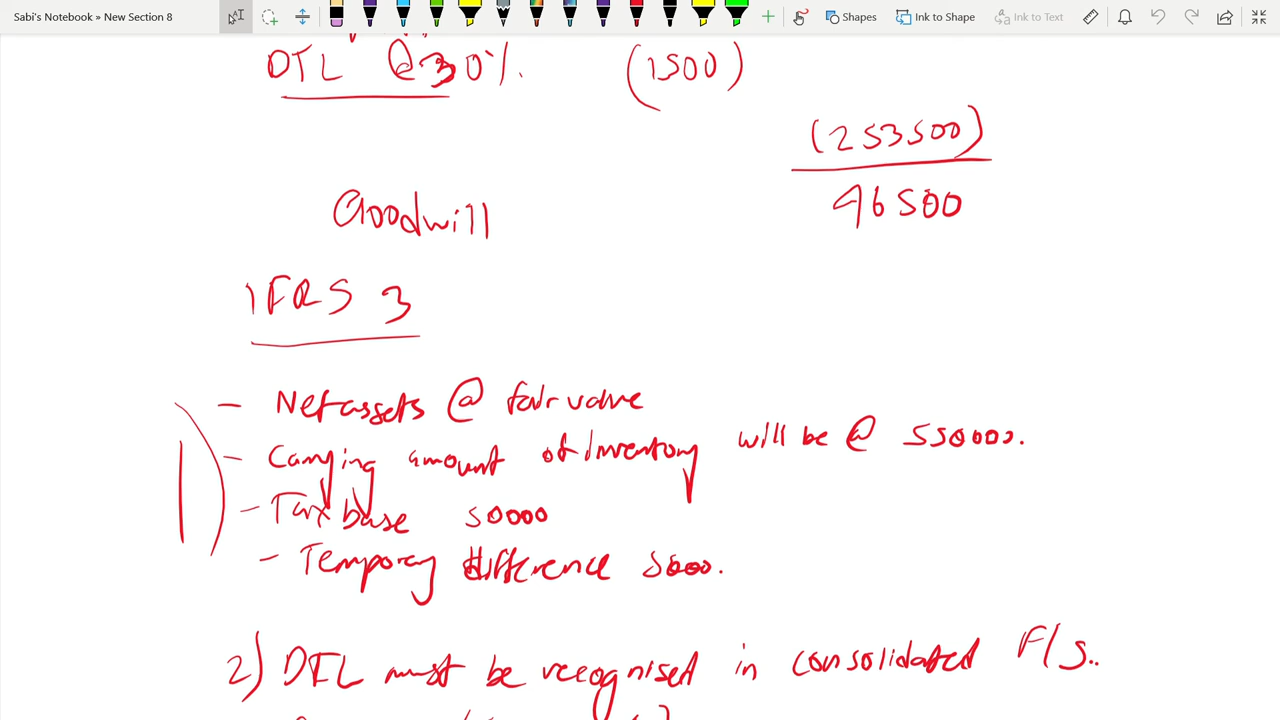 Sabi's Notebook » New Section 8
Shapes
Ink to Shape
Ink to Text
DTL @ 30%. (1500)
(253500)
96500
Goodwill
IFRS 3
- Net assets @ fair value
- Carrying amount of inventory will be @ 550000.
- Tax base 50000
- Temporary difference 5000.
2) DTL must be recognised in consolidated F/S..